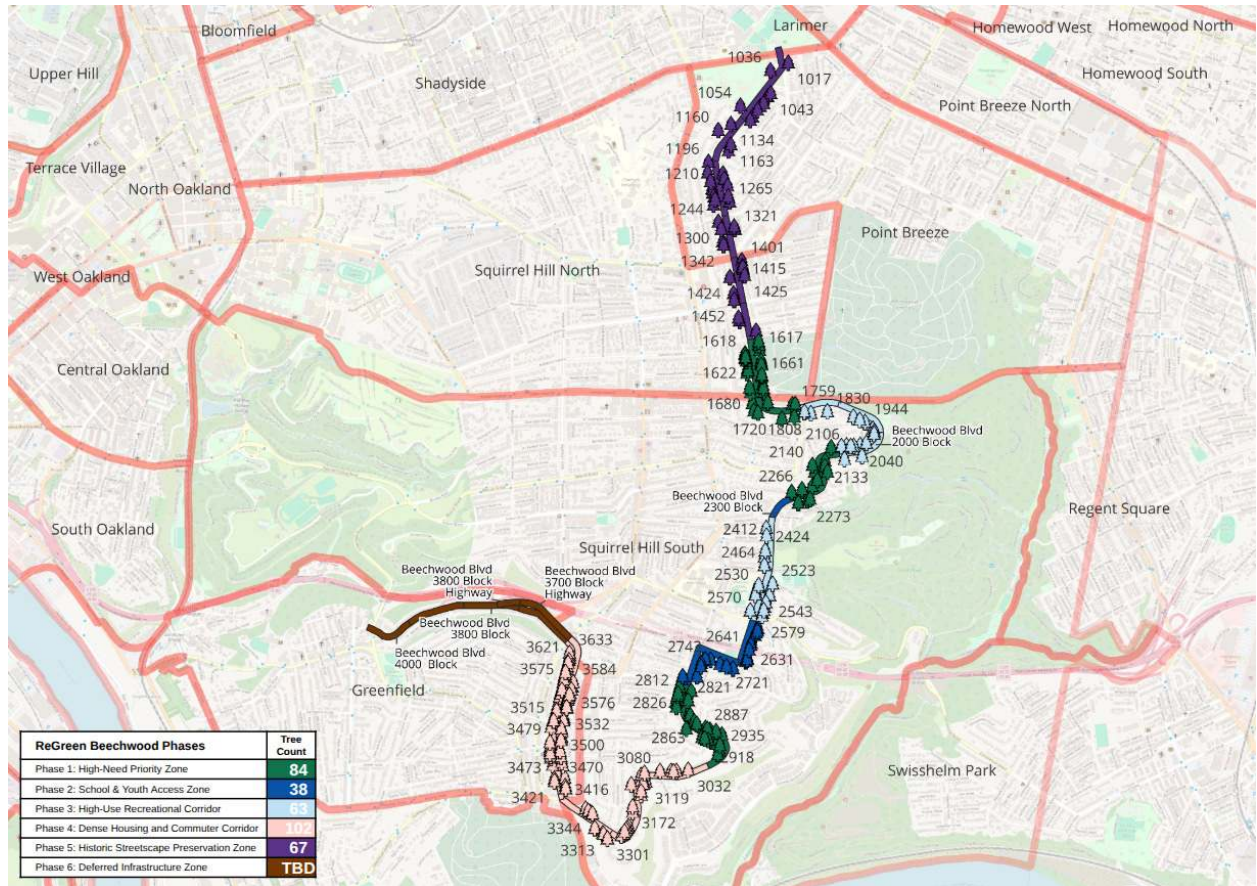 Larimer
Homewood West
Homewood North
Bloomfield
Upper Hill
Shadyside
1036
1017
Homewood South
1054
1043
Point Breeze North
1160
1134
1196
1163
Terrace Village
1210
1265
North Oakland
1244
1321
Point Breeze
1300
1401
1342
1415
Squirrel Hill North
West Oakland
1424
1425
1452
1618
1617
1661
Central Oakland
1622
1759
1830
1944
1680
1720
1808
2106
Beechwood Blvd
2000 Block
2140
2040
2266
2133
Beechwood Blvd
2300 Block
2273
Regent Square
South Oakland
2412
2424
Squirrel Hill South
2464
2523
2530
2570
2543
Beechwood Blvd
3800 Block
Highway
Beechwood Blvd
3700 Block
Highway
Beechwood Blvd
3800 Block
2579
3633
2641
3621
2742
2631
Beechwood Blvd
4000 Block
3575
3584
2812
2821
2721
Greenfield
2826
3515
3576
2887
3479
3532
2863
2935
3500
2918
3473
3470
3080
3032
Swisshelm Park
3421
3416
3119
3344
3172
3313
3301
ReGreen Beechwood Phases
Tree
Count
Phase 1: High-Need Priority Zone 84
Phase 2: School & Youth Access Zone 38
Phase 3: High-Use Recreational Corridor 63
Phase 4: Dense Housing and Commuter Corridor 102
Phase 5: Historic Streetscape Preservation Zone 67
Phase 6: Deferred Infrastructure Zone TBD